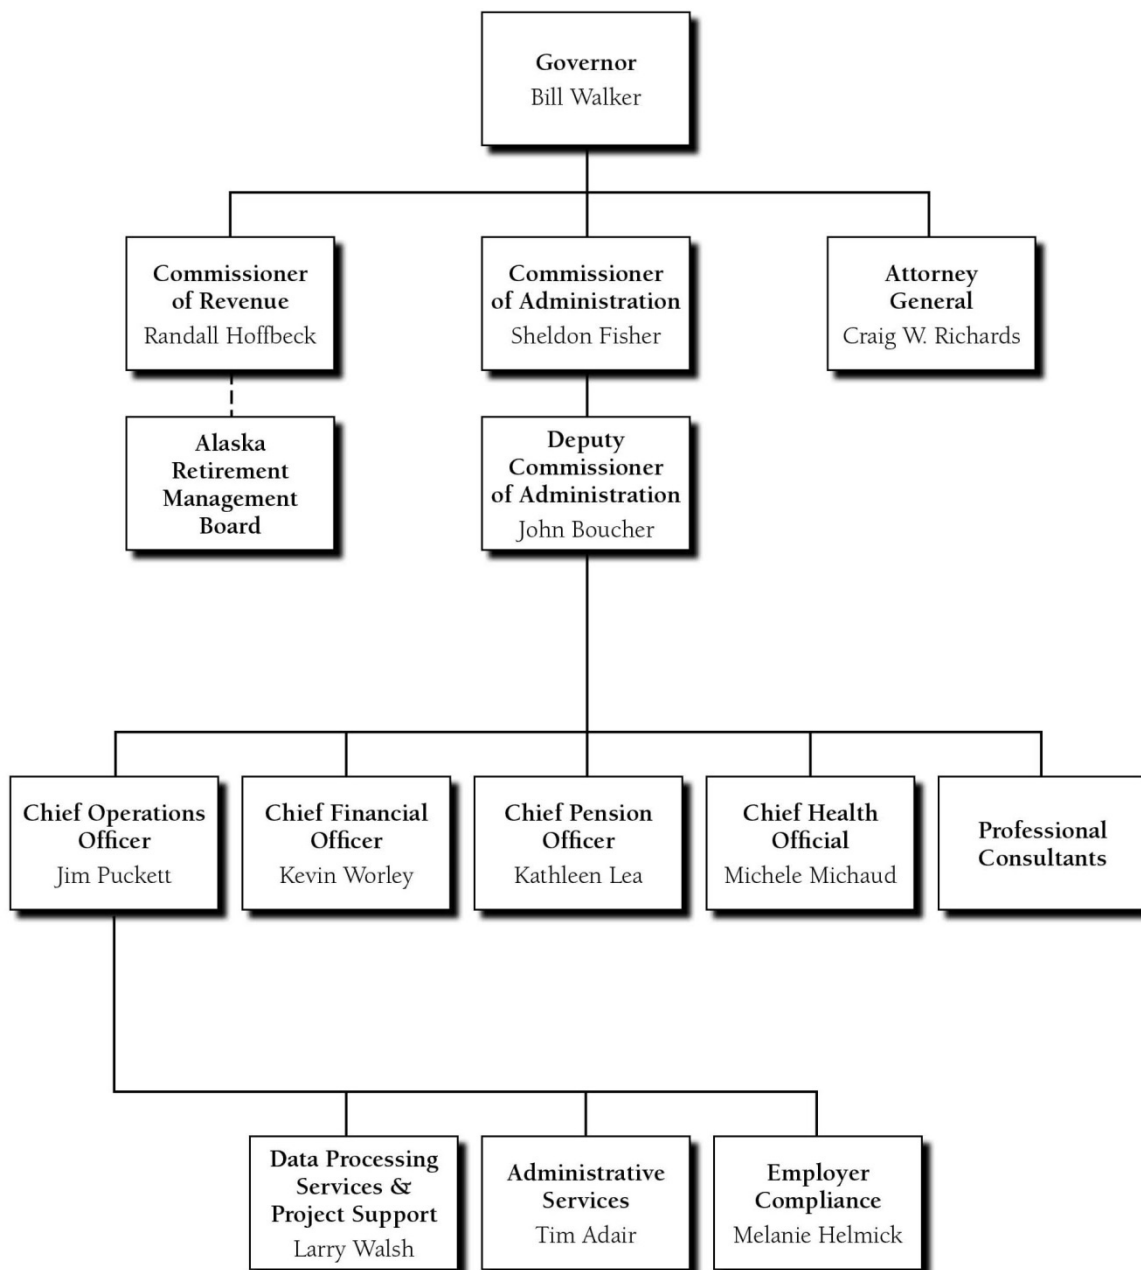 Governor
Bill Walker
Commissioner
of Revenue
Randall Hoffbeck
Commissioner
of Administration
Sheldon Fisher
Attorney
General
Craig W. Richards
Alaska
Retirement
Management
Board
Deputy
Commissioner
of Administration
John Boucher
Chief Operations
Officer
Jim Puckett
Chief Financial
Officer
Kevin Worley
Chief Pension
Officer
Kathleen Lea
Chief Health
Official
Michele Michaud
Professional
Consultants
Data Processing
Services &
Project Support
Larry Walsh
Administrative
Services
Tim Adair
Employer
Compliance
Melanie Helmick